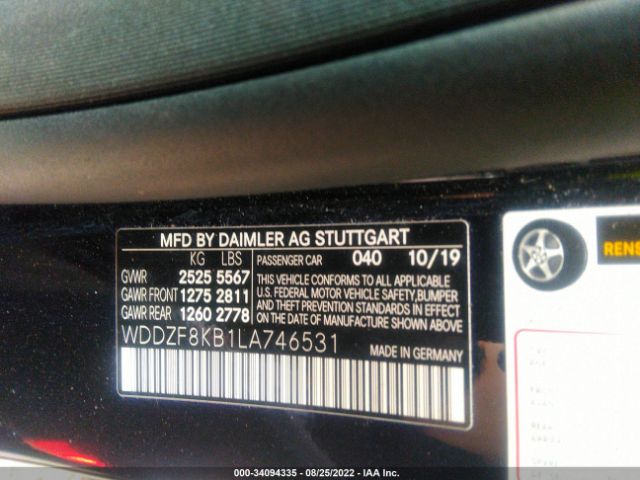 MFD BY DAIMLER AG STUTTGART
KG LBS PASSENGER CAR 040 10/19
GVWR 2525 5567
GAWR FRONT 1275 2811
GAWR REAR 1260 2778
THIS VEHICLE CONFORMS TO ALL APPLICABLE
U.S. FEDERAL MOTOR VEHICLE SAFETY, BUMPER
AND THEFT PREVENTION STANDARDS IN EFFECT
ON THE DATE OF MANUFACTURE SHOWN ABOVE.
WDDZF8KB1LA746531 MADE IN GERMANY
RENS
000-34094335 - 08/25/2022 - IAA Inc.